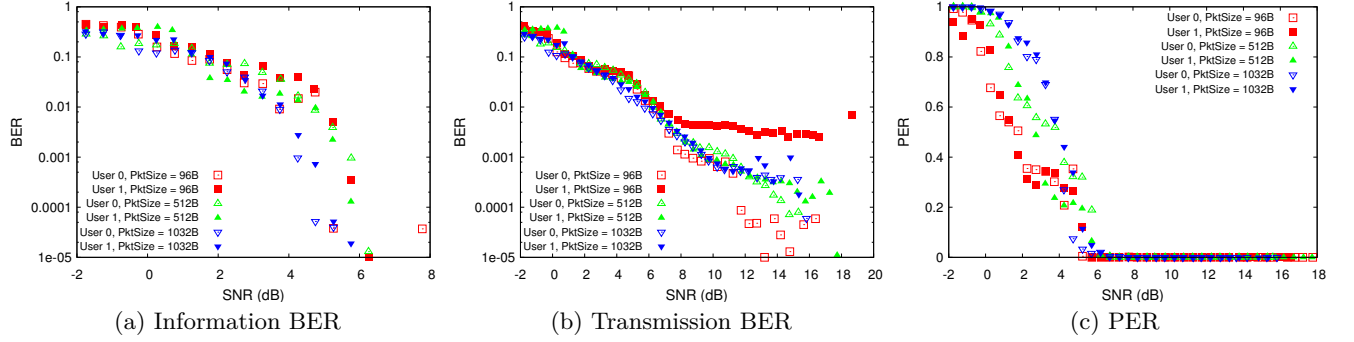 BER
1
0.1
0.01
0.001
0.0001
1e-05
0 2 4 6 8
SNR (dB)
User 0, PktSize = 96B
User 1, PktSize = 96B
User 0, PktSize = 512B
User 1, PktSize = 512B
User 0, PktSize = 1032B
User 1, PktSize = 1032B
(a) Information BER
BER
1
0.1
0.01
0.001
0.0001
1e-05
-2 0 2 4 6 8 10 12 14 16 18 20
SNR (dB)
User 0, PktSize = 96B
User 1, PktSize = 96B
User 0, PktSize = 512B
User 1, PktSize = 512B
User 0, PktSize = 1032B
User 1, PktSize = 1032B
(b) Transmission BER
PER
1
0.8
0.6
0.4
0.2
0
-2 0 2 4 6 8 10 12 14 16 18
SNR (dB)
User 0, PktSize = 96B
User 1, PktSize = 96B
User 0, PktSize = 512B
User 1, PktSize = 512B
User 0, PktSize = 1032B
User 1, PktSize = 1032B
(c) PER